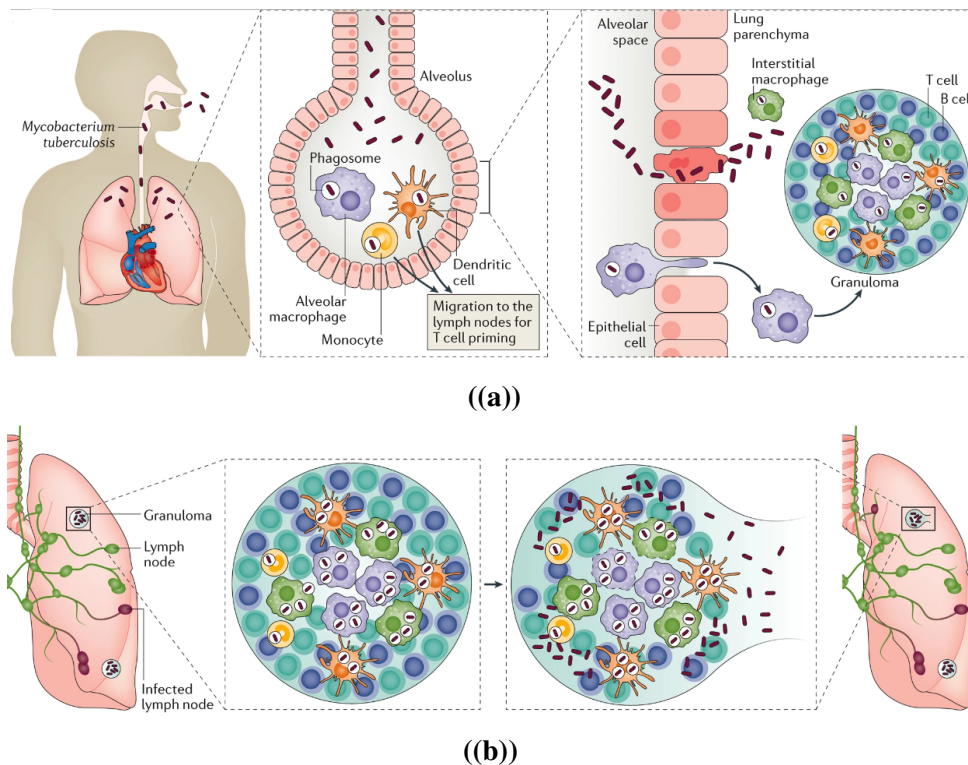 Mycobacterium
tuberculosis
Alveolus
Phagosome
Alveolar
macrophage
Monocyte
Dendritic
cell
Migration to the
lymph nodes for
T cell priming
Alveolar
space
Lung
parenchyma
Interstitial
macrophage
T cell
B cel
Granuloma
Epithelial
cell
((a))
Granuloma
Lymph
node
Infected
lymph node
((b))